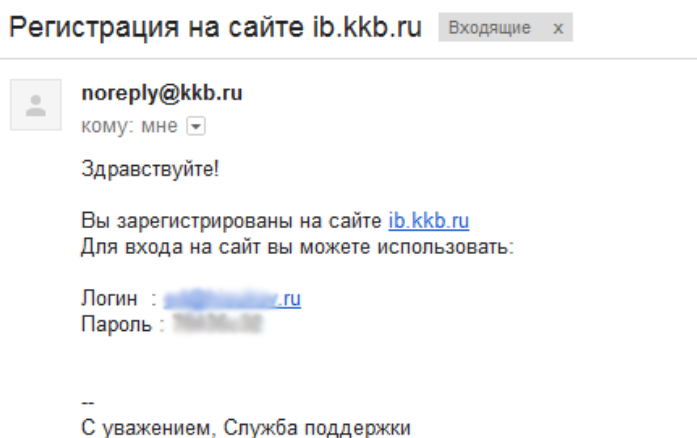 Регистрация на сайте ib.kkb.ru Входящие x
noreply@kkb.ru
кому: мне
Здравствуйте!
Вы зарегистрированы на сайте ib.kkb.ru
Для входа на сайт вы можете использовать:
Логин : .ru
Пароль :
--
С уважением, Служба поддержки